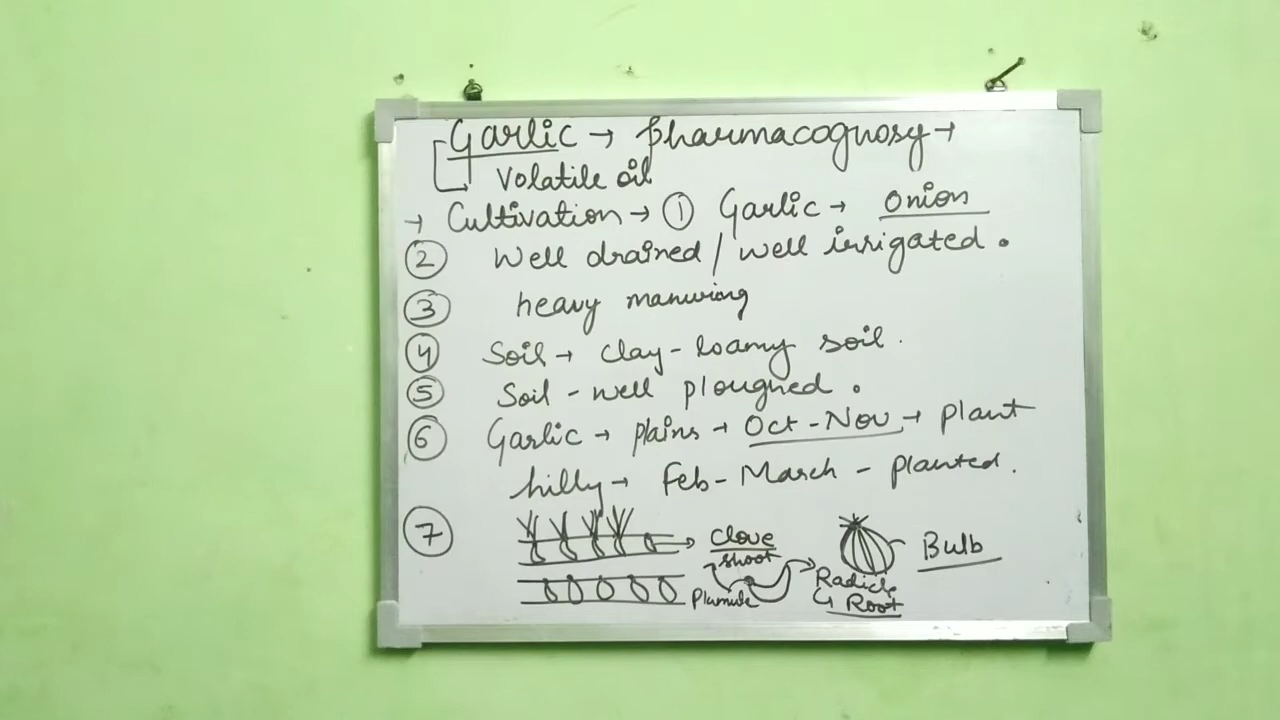 Garlic → Pharmacognosy →
Volatile oil
→ Cultivation → ① Garlic → Onion
② Well drained / well irrigated.
③ heavy manuring
④ Soil → clay-loamy soil.
⑤ Soil - well ploughed.
⑥ Garlic → plains → Oct-Nov → plant
hilly → Feb-March - planted.
⑦ Clove Bulb
shoot
Plumule Radicle
↳ Root